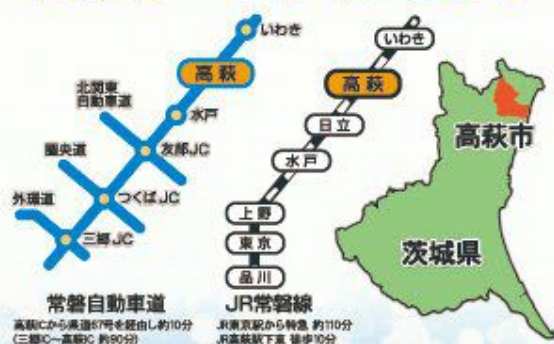 いわき
高萩
北関東
自動車道
水戸
友部JC
圏央道
つくばJC
外環道
三郷JC
常磐自動車道
高萩ICから県道67号を経由し約10分
(三郷IC~高萩IC 約90分)
いわき
高萩
日立
水戸
上野
東京
品川
JR常磐線
JR東京駅から特急 約110分
JR高萩駅下車 徒歩10分
高萩市
茨城県